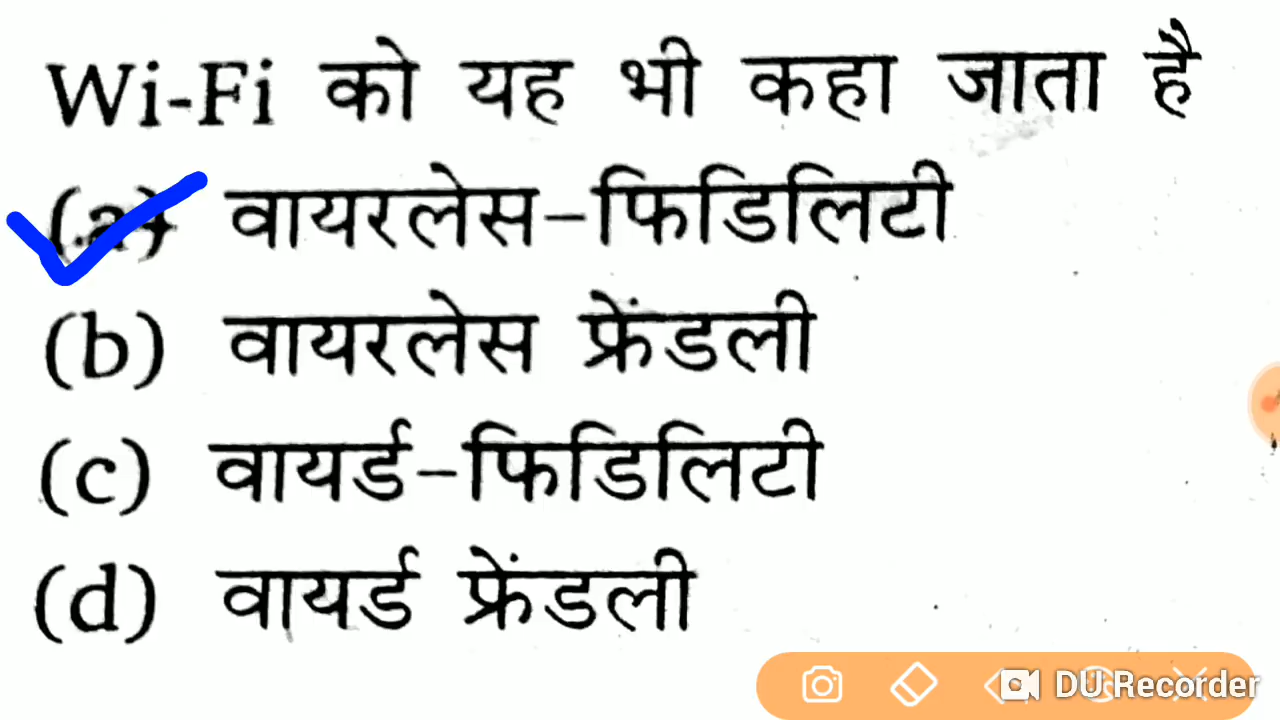 Wi-Fi को यह भी कहा जाता है
(a) वायरलेस-फिडिलिटी
(b) वायरलेस फ्रेंडली
(c) वायर्ड-फिडिलिटी
(d) वायर्ड फ्रेंडली
DU Recorder